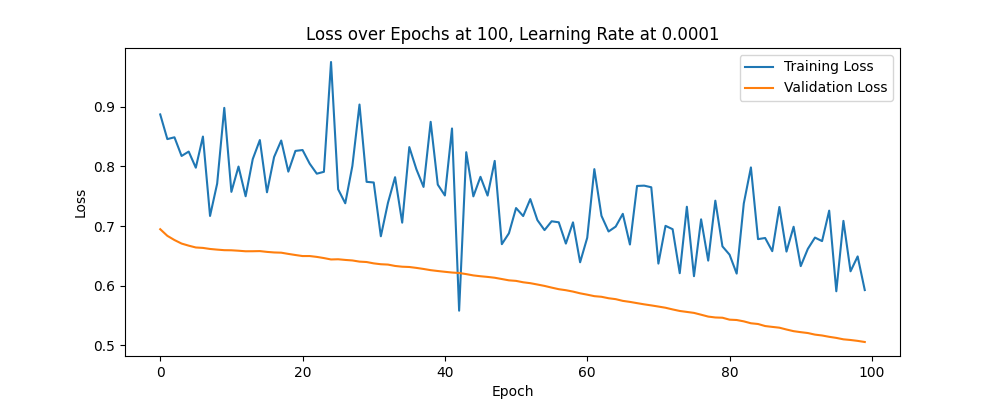 Loss over Epochs at 100, Learning Rate at 0.0001
Training Loss
Validation Loss
Loss
0.9
0.8
0.7
0.6
0.5
0
20
40
60
80
100
Epoch